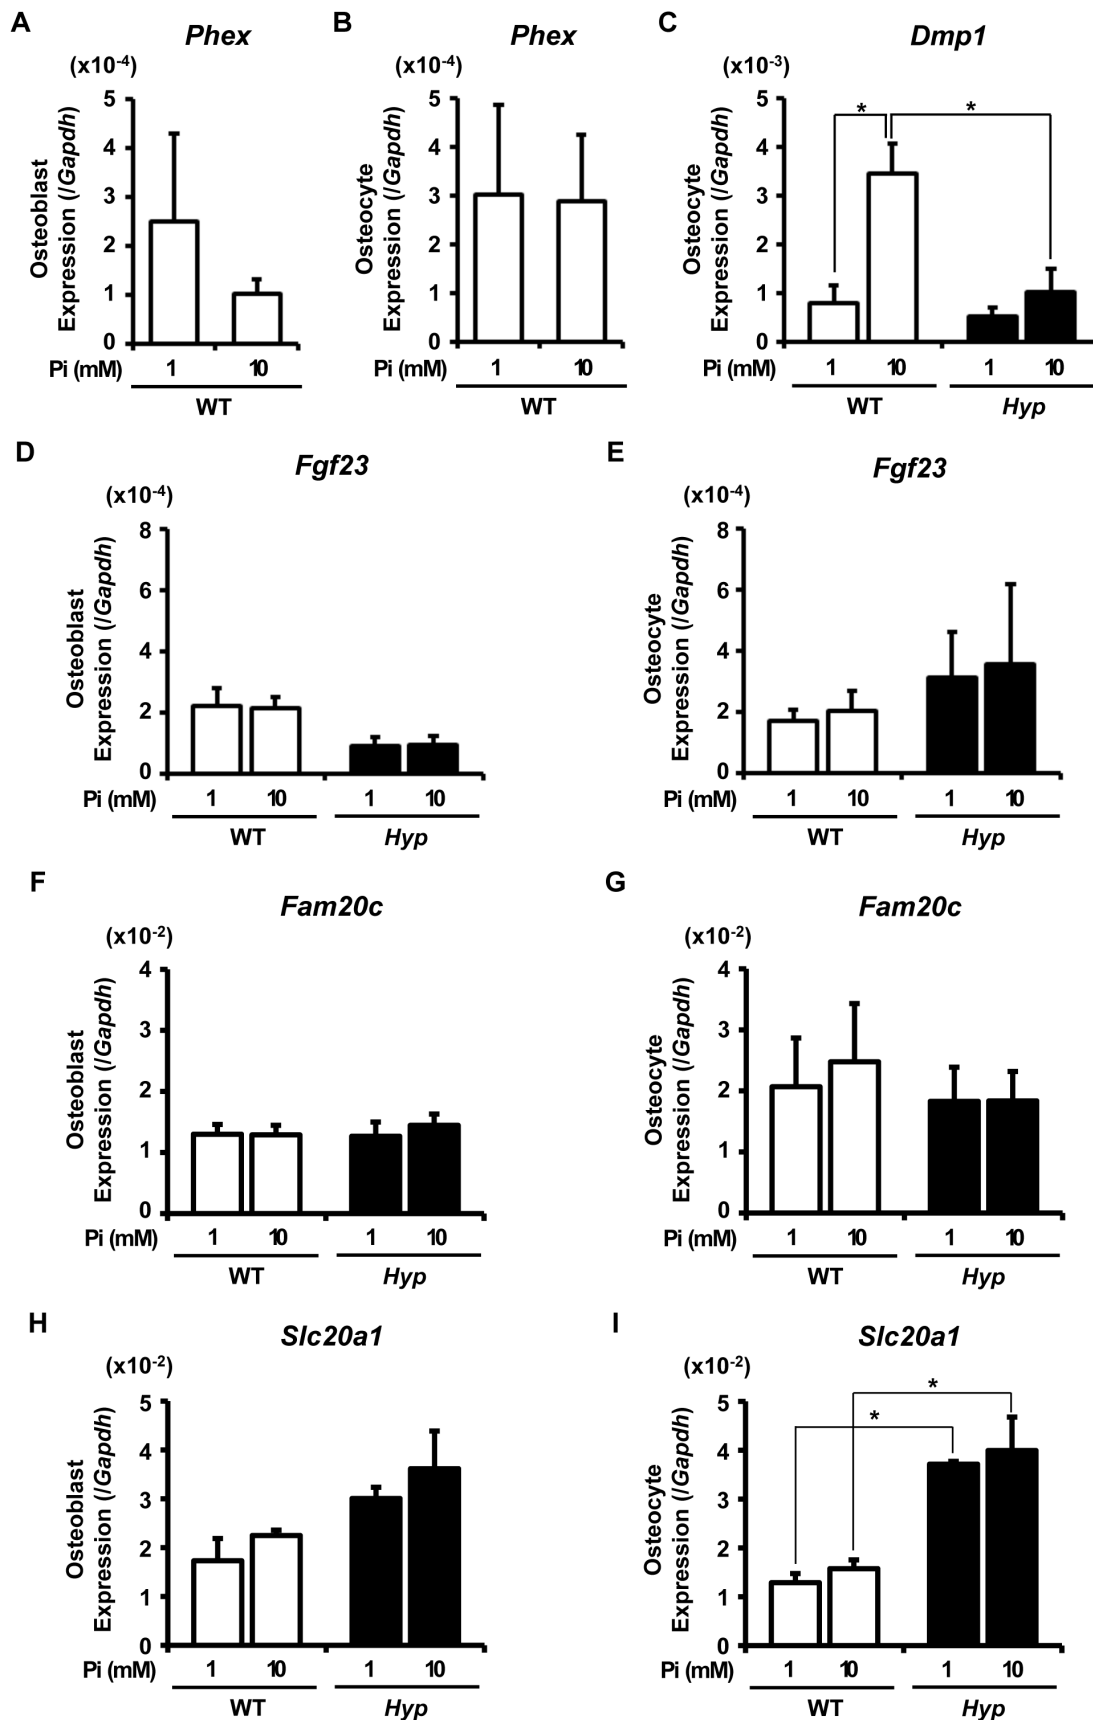 A
Phex
(x10-4)
Osteoblast
Expression (/Gapdh)
5
4
3
2
1
0
Pi (mM)
1
10
WT
B
Phex
(x10-4)
Osteocyte
Expression (/Gapdh)
5
4
3
2
1
0
Pi (mM)
1
10
WT
C
Dmp1
(x10-3)
Osteocyte
Expression (/Gapdh)
5
4
3
2
1
0
*
*
Pi (mM)
1
10
1
10
WT
Hyp
D
Fgf23
(x10-4)
Osteoblast
Expression (/Gapdh)
8
6
4
2
0
Pi (mM)
1
10
1
10
WT
Hyp
E
Fgf23
(x10-4)
Osteocyte
Expression (/Gapdh)
8
6
4
2
0
Pi (mM)
1
10
1
10
WT
Hyp
F
Fam20c
(x10-2)
Osteoblast
Expression (/Gapdh)
4
3
2
1
0
Pi (mM)
1
10
1
10
WT
Hyp
G
Fam20c
(x10-2)
Osteocyte
Expression (/Gapdh)
4
3
2
1
0
Pi (mM)
1
10
1
10
WT
Hyp
H
Slc20a1
(x10-2)
Osteoblast
Expression (/Gapdh)
5
4
3
2
1
0
Pi (mM)
1
10
1
10
WT
Hyp
I
Slc20a1
(x10-2)
Osteocyte
Expression (/Gapdh)
5
4
3
2
1
0
*
*
Pi (mM)
1
10
1
10
WT
Hyp